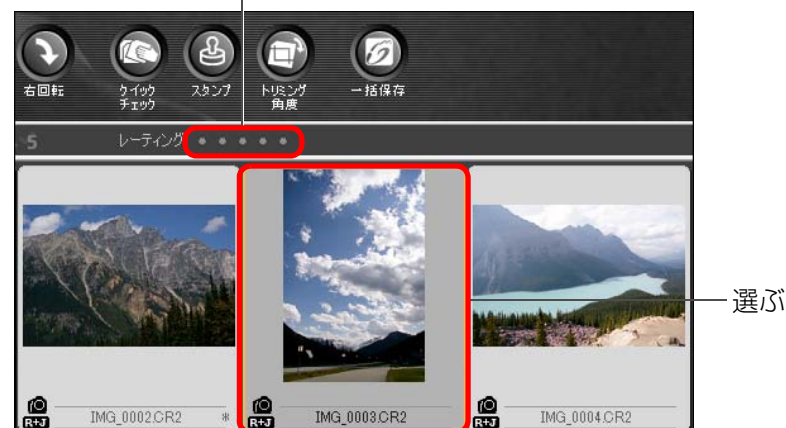 右回転
クイック
チェック
スタンプ
トリミング
角度
一括保存
5
レーティング
選ぶ
R+J
IMG_0002.CR2
*
R+J
IMG_0003.CR2
R+J
IMG_0004.CR2